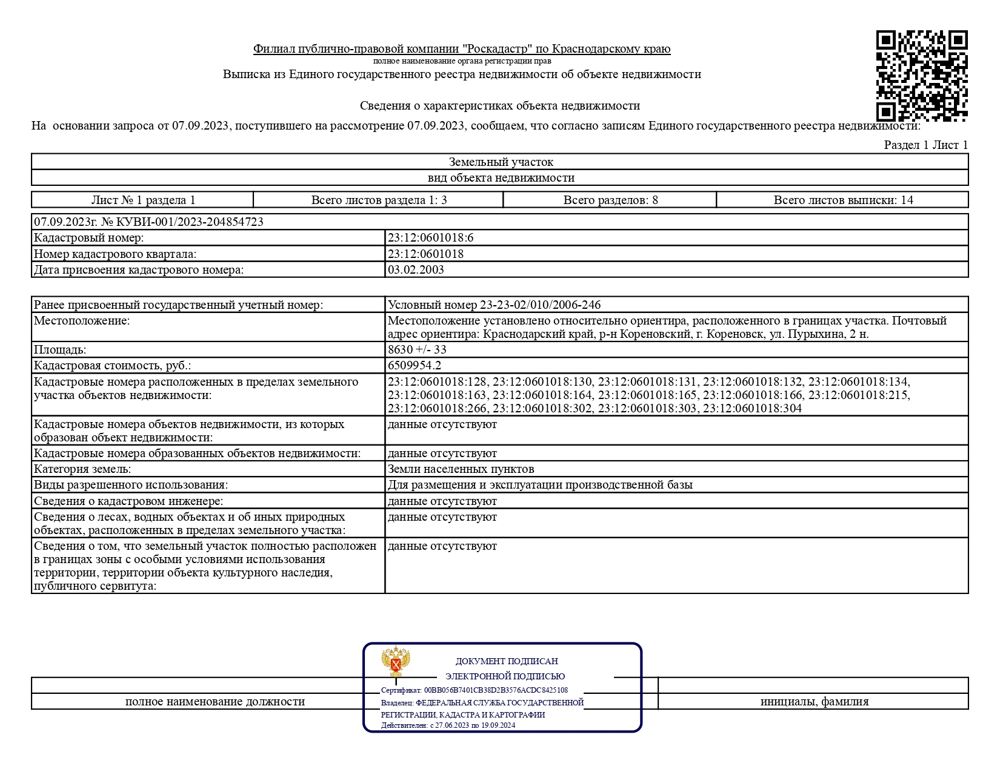 Филиал публично-правовой компании "Роскадастр" по Краснодарскому краю
полное наименование органа регистрации прав
Выписка из Единого государственного реестра недвижимости об объекте недвижимости
Сведения о характеристиках объекта недвижимости
На основании запроса от 07.09.2023, поступившего на рассмотрение 07.09.2023, сообщаем, что согласно записям Единого государственного реестра недвижимости:
Раздел 1 Лист 1
Земельный участок
вид объекта недвижимости
Лист № 1 раздела 1 Всего листов раздела 1: 3 Всего разделов: 8 Всего листов выписки: 14
07.09.2023г. № КУВИ-001/2023-204854723
Кадастровый номер: 23:12:0601018:6
Номер кадастрового квартала: 23:12:0601018
Дата присвоения кадастрового номера: 03.02.2003
Ранее присвоенный государственный учетный номер: Условный номер 23-23-02/010/2006-246
Местоположение: Местоположение установлено относительно ориентира, расположенного в границах участка. Почтовый
адрес ориентира: Краснодарский край, р-н Кореновский, г. Кореновск, ул. Пурыхина, 2 н.
Площадь: 8630 +/- 33
Кадастровая стоимость, руб.: 6509954.2
Кадастровые номера расположенных в пределах земельного 23:12:0601018:128, 23:12:0601018:130, 23:12:0601018:131, 23:12:0601018:132, 23:12:0601018:134,
участка объектов недвижимости: 23:12:0601018:163, 23:12:0601018:164, 23:12:0601018:165, 23:12:0601018:166, 23:12:0601018:215,
23:12:0601018:266, 23:12:0601018:302, 23:12:0601018:303, 23:12:0601018:304
Кадастровые номера объектов недвижимости, из которых данные отсутствуют
образован объект недвижимости:
Кадастровые номера образованных объектов недвижимости: данные отсутствуют
Категория земель: Земли населенных пунктов
Виды разрешенного использования: Для размещения и эксплуатации производственной базы
Сведения о кадастровом инженере: данные отсутствуют
Сведения о лесах, водных объектах и об иных природных данные отсутствуют
объектах, расположенных в пределах земельного участка:
Сведения о том, что земельный участок полностью расположен данные отсутствуют
в границах зоны с особыми условиями использования
территории, территории объекта культурного наследия,
публичного сервитута:
ДОКУМЕНТ ПОДПИСАН
ЭЛЕКТРОННОЙ ПОДПИСЬЮ
Сертификат: 00BB056B7401CB38D2B3576ACDC8425108
Владелец: ФЕДЕРАЛЬНАЯ СЛУЖБА ГОСУДАРСТВЕННОЙ
РЕГИСТРАЦИИ, КАДАСТРА И КАРТОГРАФИИ
Действителен: с 27.06.2023 по 19.09.2024
полное наименование должности инициалы, фамилия